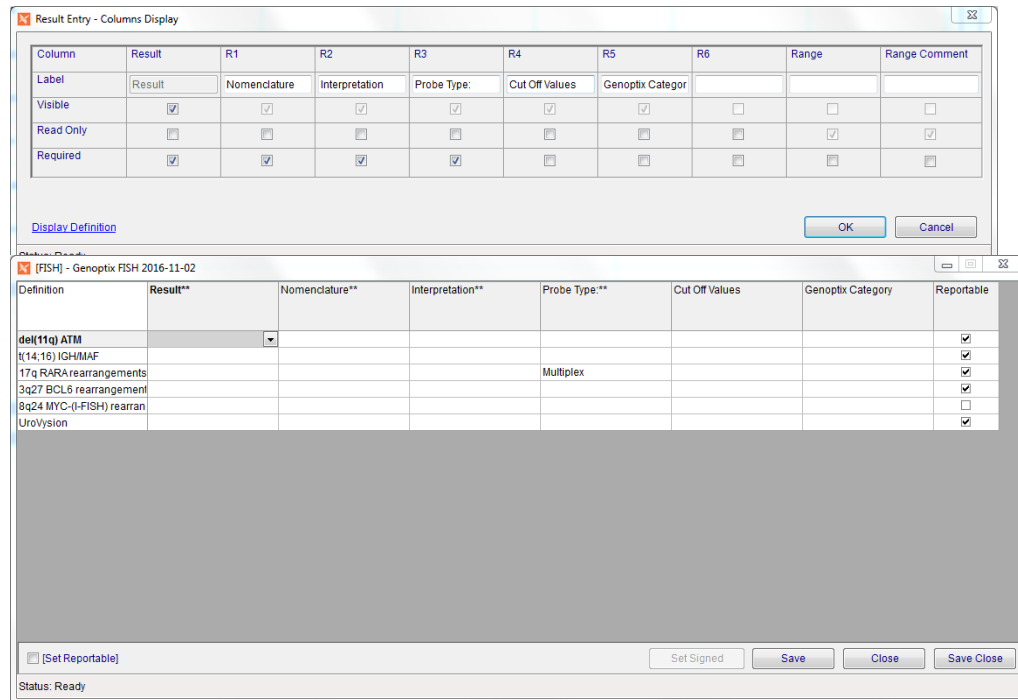 Result Entry - Columns Display
Column Result R1 R2 R3 R4 R5 R6 Range Range Comment
Label Result Nomenclature Interpretation Probe Type: Cut Off Values Genoptix Categor
Visible
Read Only
Required
Display Definition OK Cancel
Status: Ready
[FISH] - Genoptix FISH 2016-11-02
Definition Result** Nomenclature** Interpretation** Probe Type:** Cut Off Values Genoptix Category Reportable
del(11q) ATM
t(14;16) IGH/MAF
17q RARA rearrangements Multiplex
3q27 BCL6 rearrangement
8q24 MYC-(I-FISH) rearran
UroVysion
[Set Reportable] Set Signed Save Close Save Close
Status: Ready